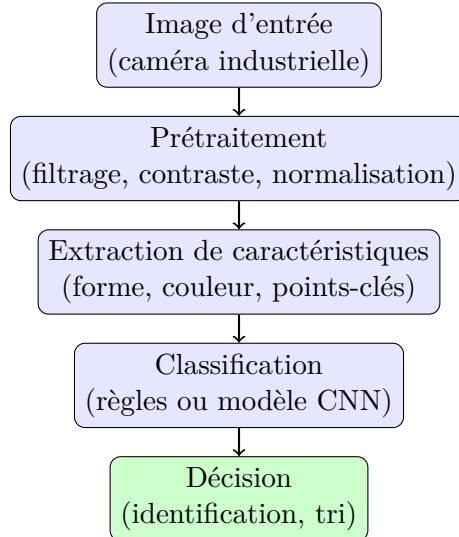 Image d'entrée
(caméra industrielle)
Prétraitement
(filtrage, contraste, normalisation)
Extraction de caractéristiques
(forme, couleur, points-clés)
Classification
(règles ou modèle CNN)
Décision
(identification, tri)